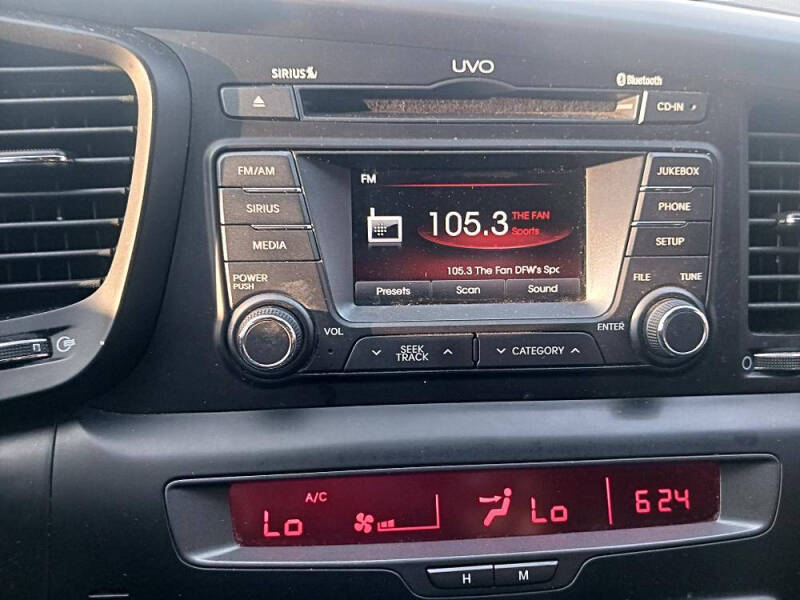 SIRIUS
UVO
Bluetooth
CD-IN
FM/AM
SIRIUS
MEDIA
POWER
PUSH
VOL
FM
105.3
THE FAN
Sports
105.3 The Fan DFW's Spo
Presets
Scan
Sound
SEEK
TRACK
CATEGORY
JUKEBOX
PHONE
SETUP
FILE
TUNE
ENTER
0
A/C
Lo
Lo
6:24
H
M